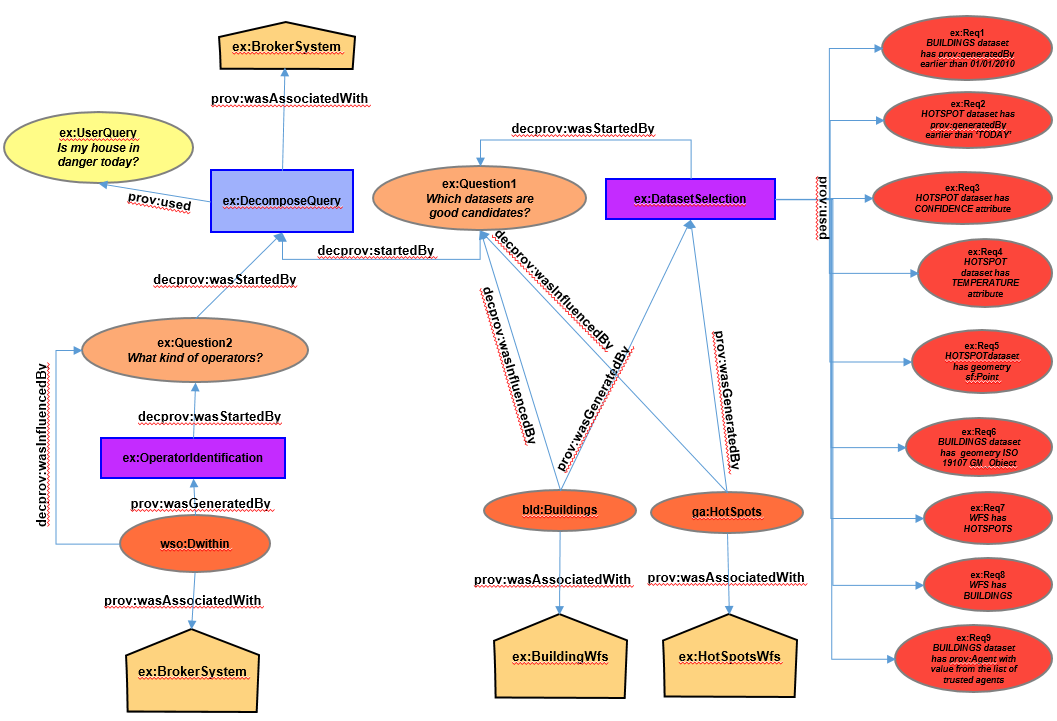 ex:BrokerSystem
prov:wasAssociatedWith
ex:UserQuery
Is my house in
danger today?
prov:used
ex:DecomposeQuery
decprov:wasStartedBy
ex:Question1
Which datasets are
good candidates?
ex:DatasetSelection
prov:used
decprov:startedBy
decprov:wasStartedBy
ex:Question2
What kind of operators?
decprov:wasInfluencedBy
decprov:wasStartedBy
ex:OperatorIdentification
prov:wasGeneratedBy
wso:Dwithin
prov:wasAssociatedWith
ex:BrokerSystem
decprov:wasInfluencedBy
decprov:wasInfluencedBy
prov:wasGeneratedBy
prov:wasGeneratedBy
bld:Buildings
ga:HotSpots
prov:wasAssociatedWith
prov:wasAssociatedWith
ex:BuildingWfs
ex:HotSpotsWfs
ex:Req1
BUILDINGS dataset
has prov:generatedBy
earlier than 01/01/2010
ex:Req2
HOTSPOT dataset has
prov:generatedBy
earlier than 'TODAY'
ex:Req3
HOTSPOT dataset has
CONFIDENCE attribute
ex:Req4
HOTSPOT
dataset has
TEMPERATURE
attribute
ex:Req5
HOTSPOTdataset
has geometry
sf:Point
ex:Req6
BUILDINGS dataset
has geometry ISO
19107 GM_Object
ex:Req7
WFS has
HOTSPOTS
ex:Req8
WFS has
BUILDINGS
ex:Req9
BUILDINGS dataset
has prov:Agent with
value from the list of
trusted agents